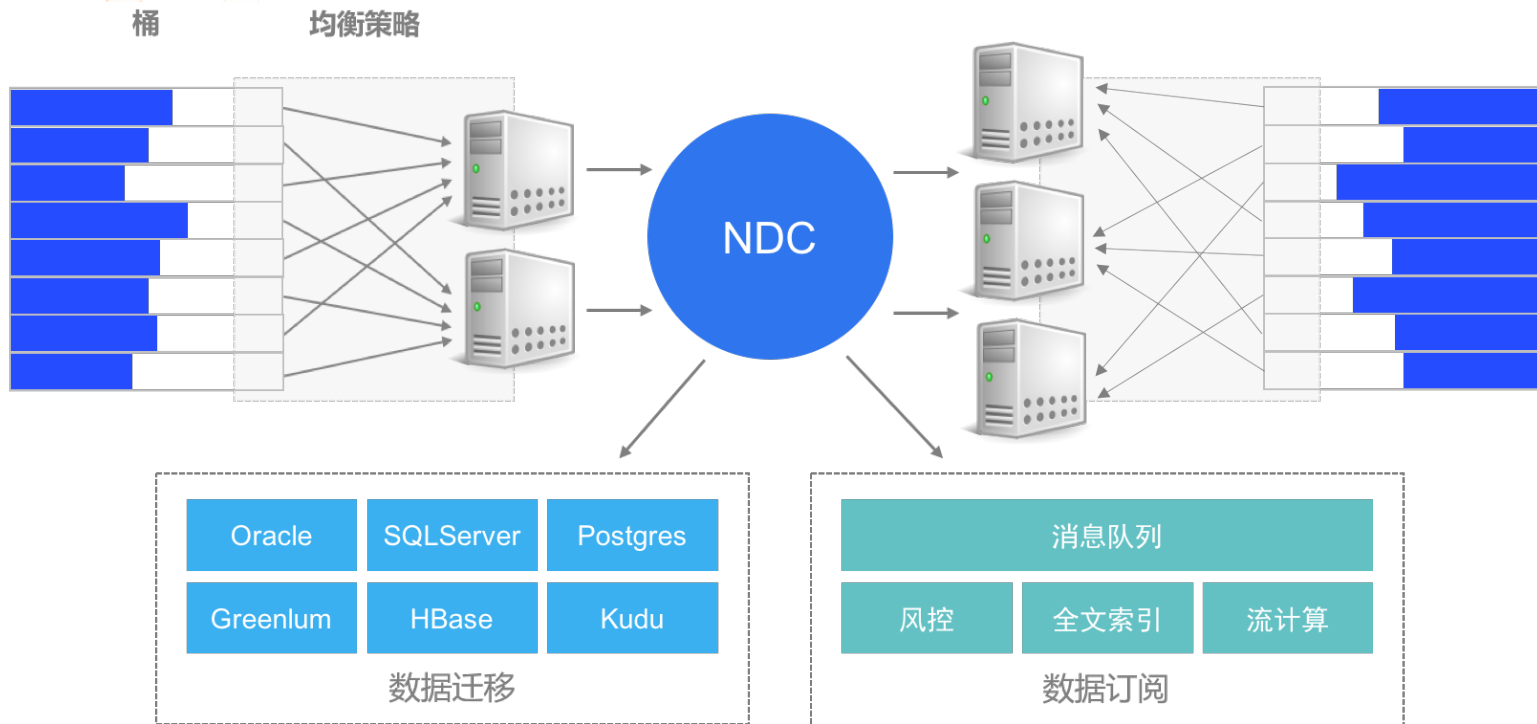 桶
均衡策略
NDC
Oracle
SQLServer
Postgres
Greenlum
HBase
Kudu
数据迁移
消息队列
风控
全文索引
流计算
数据订阅